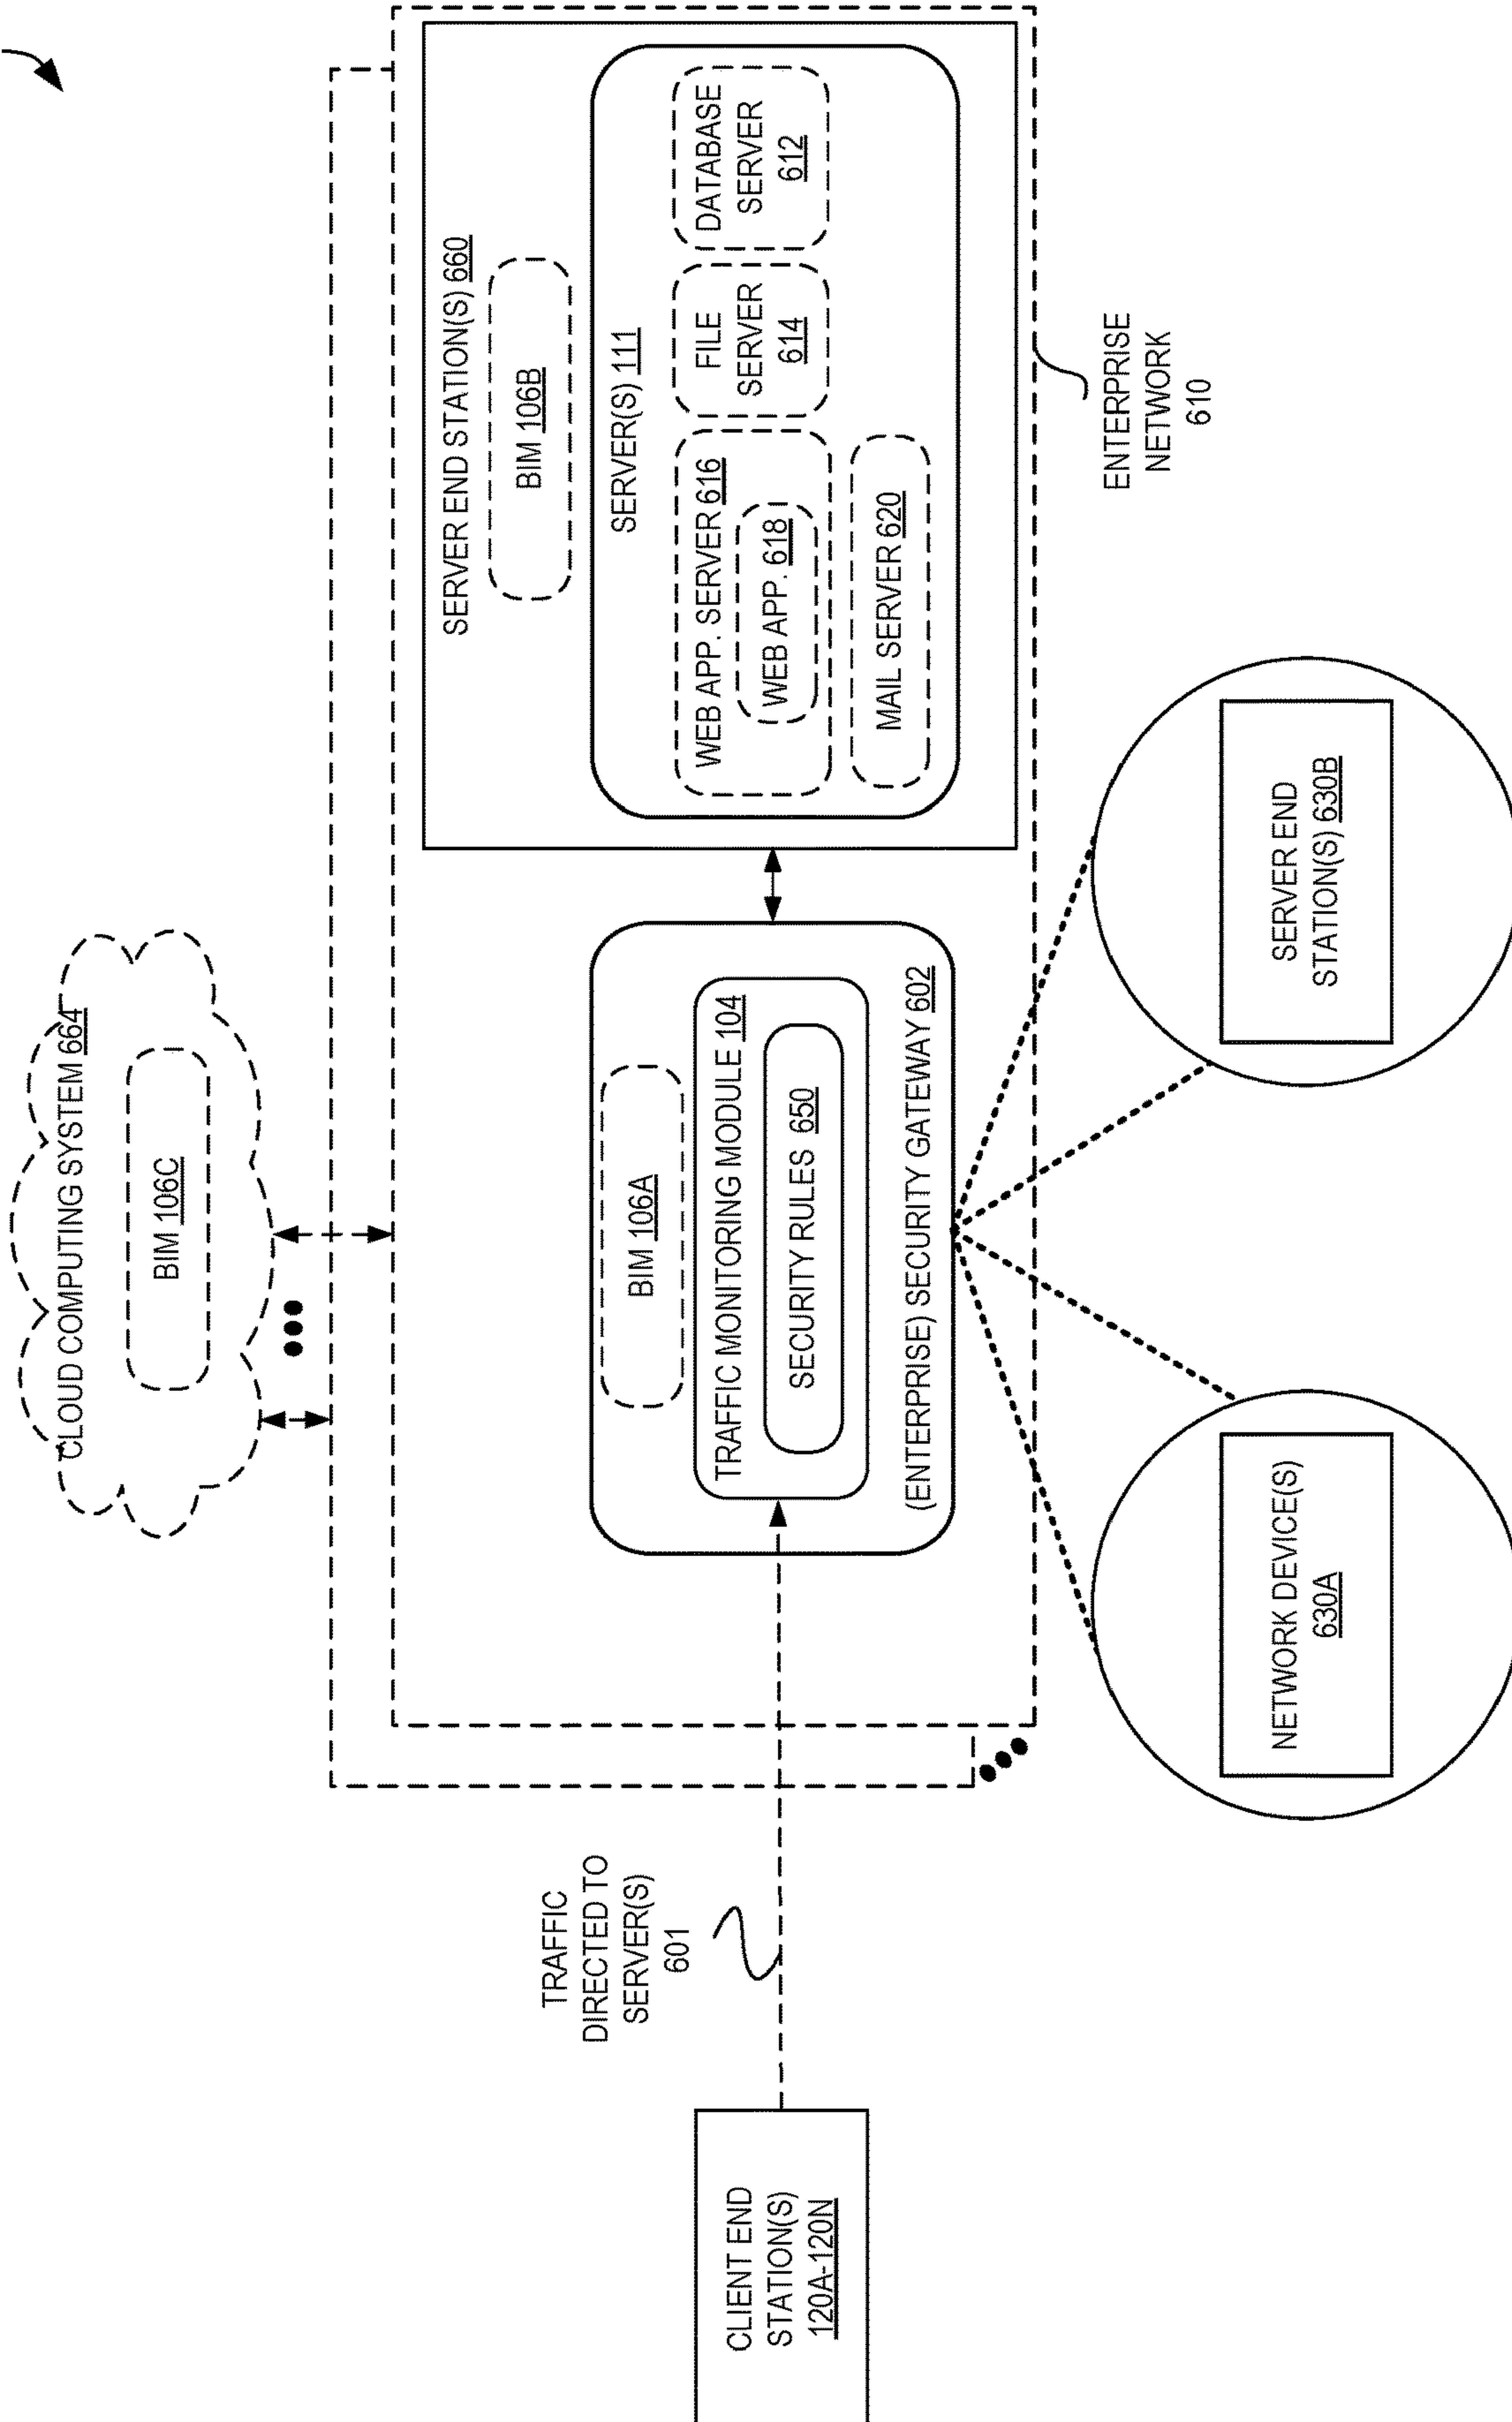 CLOUD COMPUTING SYSTEM 664
BIM 106C
TRAFFIC
DIRECTED TO
SERVER(S)
601
CLIENT END
STATION(S)
120A-120N
BIM 106A
TRAFFIC MONITORING MODULE 104
SECURITY RULES 650
(ENTERPRISE) SECURITY GATEWAY 602
SERVER END STATION(S) 660
BIM 106B
SERVER(S) 111
WEB APP. SERVER 616
WEB APP. 618
FILE
SERVER
614
DATABASE
SERVER
612
MAIL SERVER 620
ENTERPRISE
NETWORK
610
NETWORK DEVICE(S)
630A
SERVER END
STATION(S) 630B